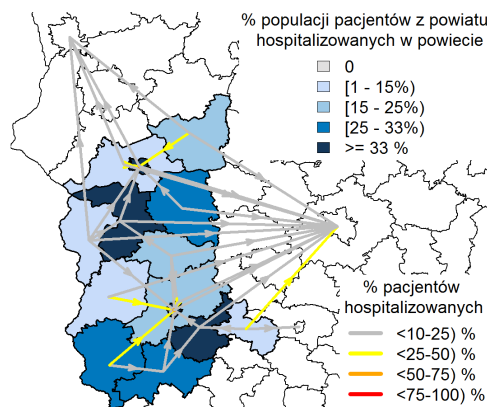 % populacji pacjentów z powiatu
hospitalizowanych w powiecie
0
[1 - 15%)
[15 - 25%)
[25 - 33%)
>= 33 %
% pacjentów
hospitalizowanych
<10-25) %
<25-50) %
<50-75) %
<75-100) %